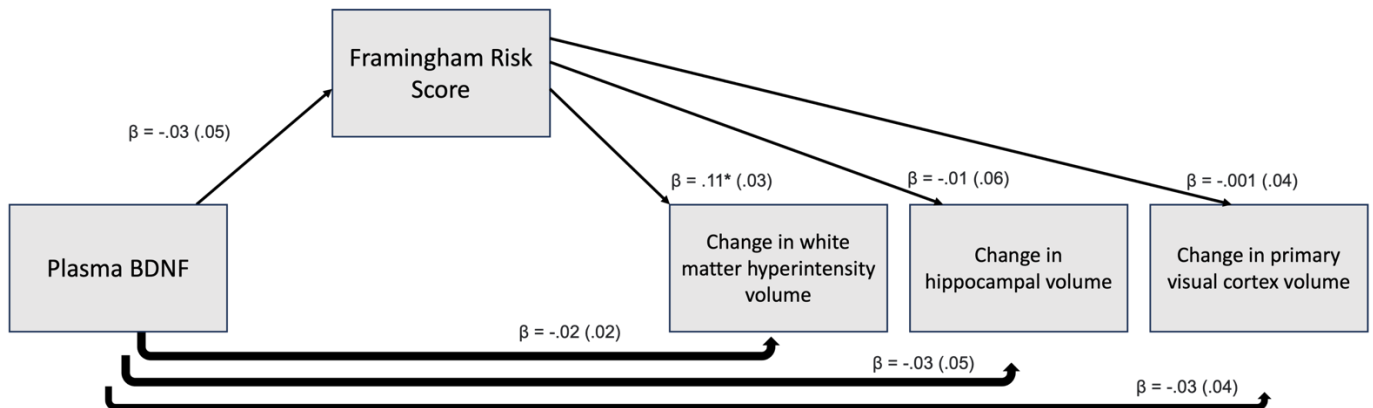 Framingham Risk
Score
β = -.03 (.05)
β = .11* (.03)
β = -.01 (.06)
β = -.001 (.04)
Plasma BDNF
Change in white
matter hyperintensity
volume
Change in
hippocampal volume
Change in primary
visual cortex volume
β = -.02 (.02)
β = -.03 (.05)
β = -.03 (.04)